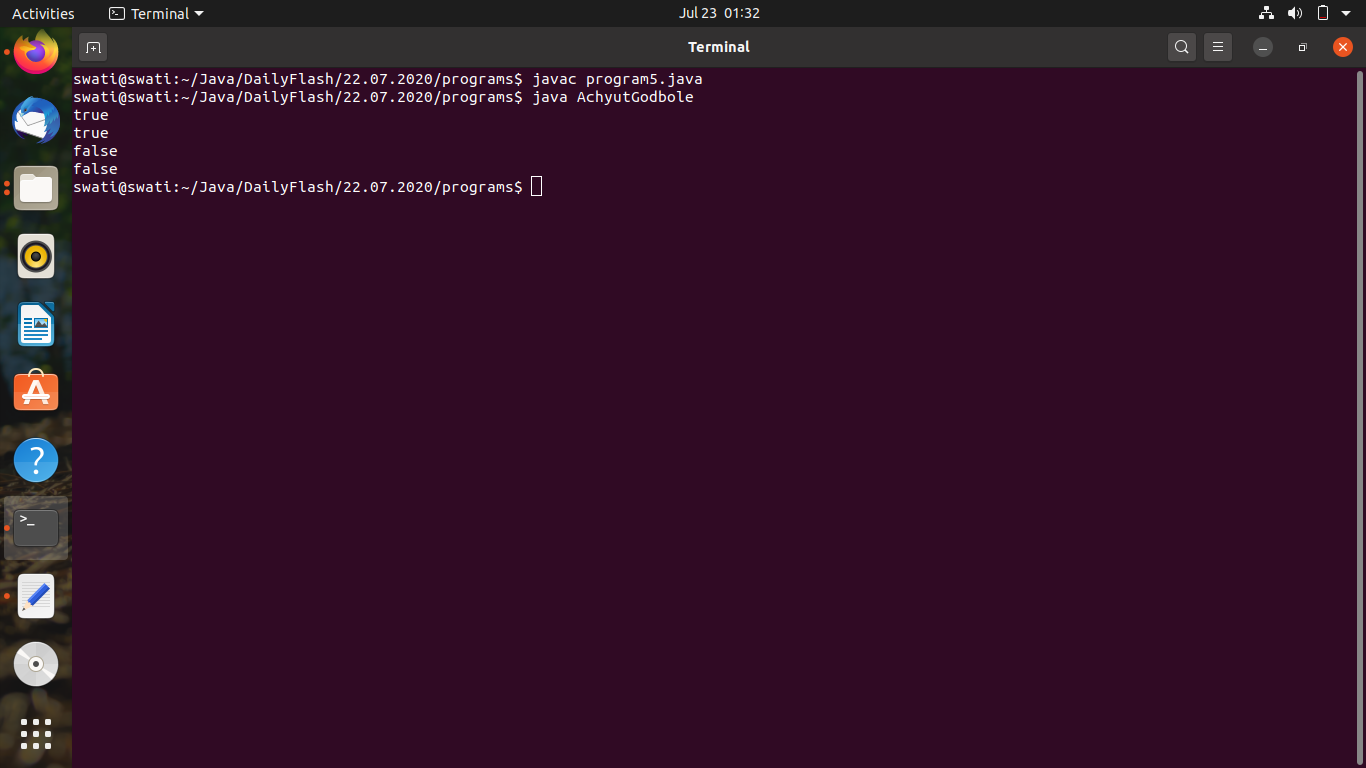 Activities
Terminal
Jul 23 01:32
Terminal
swati@swati:~/Java/DailyFlash/22.07.2020/programs$ javac program5.java
swati@swati:~/Java/DailyFlash/22.07.2020/programs$ java AchyutGodbole
true
true
false
false
swati@swati:~/Java/DailyFlash/22.07.2020/programs$